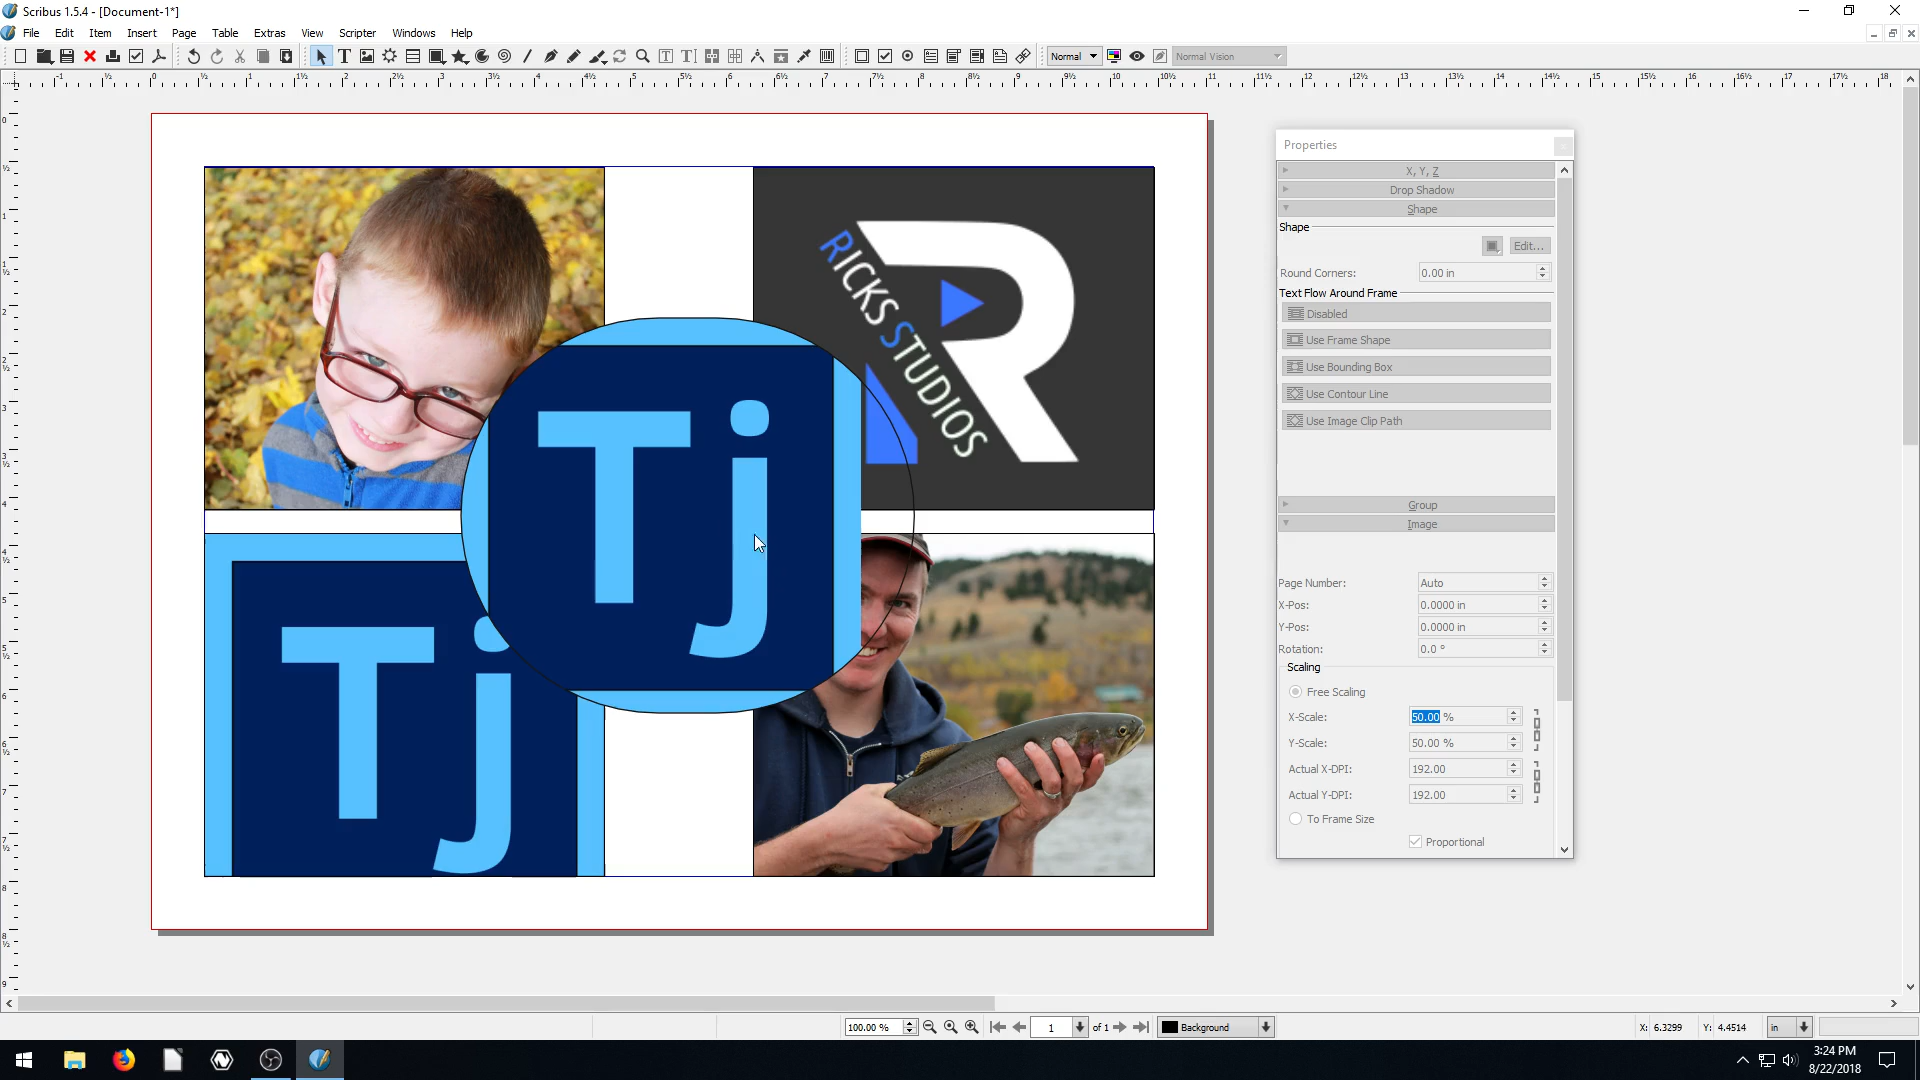 Scribus 1.5.4 - [Document-1*]
File Edit Item Insert Page Table Extras View Scripter Windows Help
Normal
Normal Vision
Properties
X, Y, Z
Drop Shadow
Shape
Shape
Edit...
Round Corners: 0.00 in
Text Flow Around Frame
Disabled
Use Frame Shape
Use Bounding Box
Use Contour Line
Use Image Clip Path
Group
Image
Page Number: Auto
X-Pos: 0.0000 in
Y-Pos: 0.0000 in
Rotation: 0.0 °
Scaling
Free Scaling
X-Scale: 50.00 %
Y-Scale: 50.00 %
Actual X-DPI: 192.00
Actual Y-DPI: 192.00
To Frame Size
Proportional
R
RICKS STUDIOS
Tj
Tj
100.00 % 1 of 1 Background X: 6.3299 Y: 4.4514 in
3:24 PM
8/22/2018